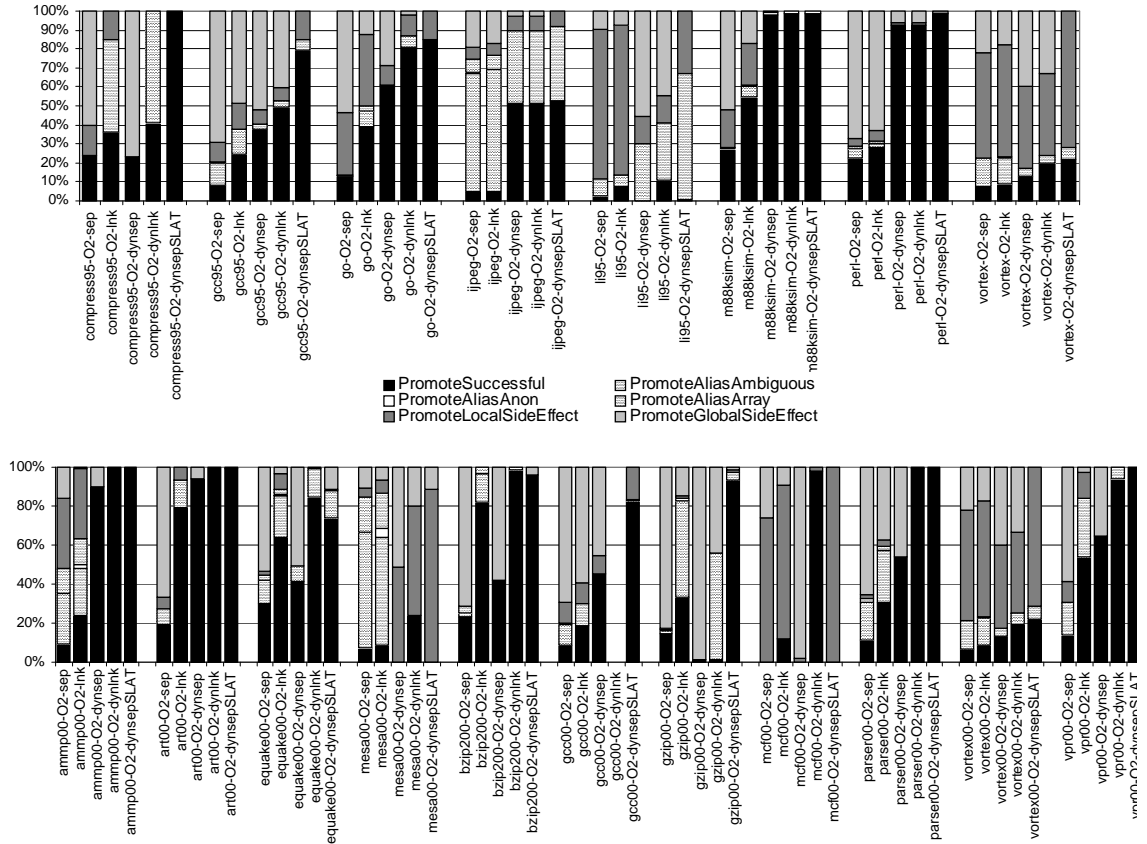 100%
90%
80%
70%
60%
50%
40%
30%
20%
10%
0%
compress95-O2-sep
compress95-O2-lnk
compress95-O2-dynsep
compress95-O2-dynlnk
compress95-O2-dynsepSLAT
gcc95-O2-sep
gcc95-O2-lnk
gcc95-O2-dynsep
gcc95-O2-dynlnk
gcc95-O2-dynsepSLAT
go-O2-sep
go-O2-lnk
go-O2-dynsep
go-O2-dynlnk
go-O2-dynsepSLAT
ijpeg-O2-sep
ijpeg-O2-lnk
ijpeg-O2-dynsep
ijpeg-O2-dynlnk
ijpeg-O2-dynsepSLAT
li95-O2-sep
li95-O2-lnk
li95-O2-dynsep
li95-O2-dynlnk
li95-O2-dynsepSLAT
m88ksim-O2-sep
m88ksim-O2-lnk
m88ksim-O2-dynsep
m88ksim-O2-dynlnk
m88ksim-O2-dynsepSLAT
perl-O2-sep
perl-O2-lnk
perl-O2-dynsep
perl-O2-dynlnk
perl-O2-dynsepSLAT
vortex-O2-sep
vortex-O2-lnk
vortex-O2-dynsep
vortex-O2-dynlnk
vortex-O2-dynsepSLAT
PromoteSuccessful
PromoteAliasAmbiguous
PromoteAliasAnon
PromoteAliasArray
PromoteLocalSideEffect
PromoteGlobalSideEffect
100%
80%
60%
40%
20%
0%
ammp00-O2-sep
ammp00-O2-lnk
ammp00-O2-dynsep
ammp00-O2-dynlnk
ammp00-O2-dynsepSLAT
art00-O2-sep
art00-O2-lnk
art00-O2-dynsep
art00-O2-dynlnk
art00-O2-dynsepSLAT
equake00-O2-sep
equake00-O2-lnk
equake00-O2-dynsep
equake00-O2-dynlnk
equake00-O2-dynsepSLAT
mesa00-O2-sep
mesa00-O2-lnk
mesa00-O2-dynsep
mesa00-O2-dynlnk
mesa00-O2-dynsepSLAT
bzip200-O2-sep
bzip200-O2-lnk
bzip200-O2-dynsep
bzip200-O2-dynlnk
bzip200-O2-dynsepSLAT
gcc00-O2-sep
gcc00-O2-lnk
gcc00-O2-dynsep
gcc00-O2-dynlnk
gcc00-O2-dynsepSLAT
gzip00-O2-sep
gzip00-O2-lnk
gzip00-O2-dynsep
gzip00-O2-dynlnk
gzip00-O2-dynsepSLAT
mcf00-O2-sep
mcf00-O2-lnk
mcf00-O2-dynsep
mcf00-O2-dynlnk
mcf00-O2-dynsepSLAT
parser00-O2-sep
parser00-O2-lnk
parser00-O2-dynsep
parser00-O2-dynlnk
parser00-O2-dynsepSLAT
vortex00-O2-sep
vortex00-O2-lnk
vortex00-O2-dynsep
vortex00-O2-dynlnk
vortex00-O2-dynsepSLAT
vpr00-O2-sep
vpr00-O2-lnk
vpr00-O2-dynsep
vpr00-O2-dynlnk
vpr00-O2-dynsepSLAT